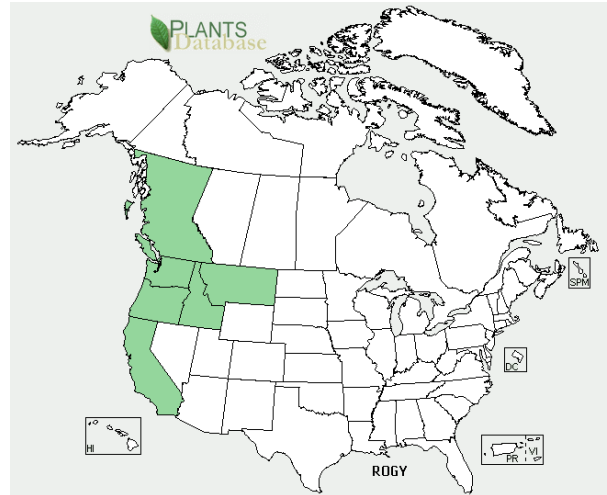 PLANTS
Database
SPM
DC
HI
PR
VI
ROGY